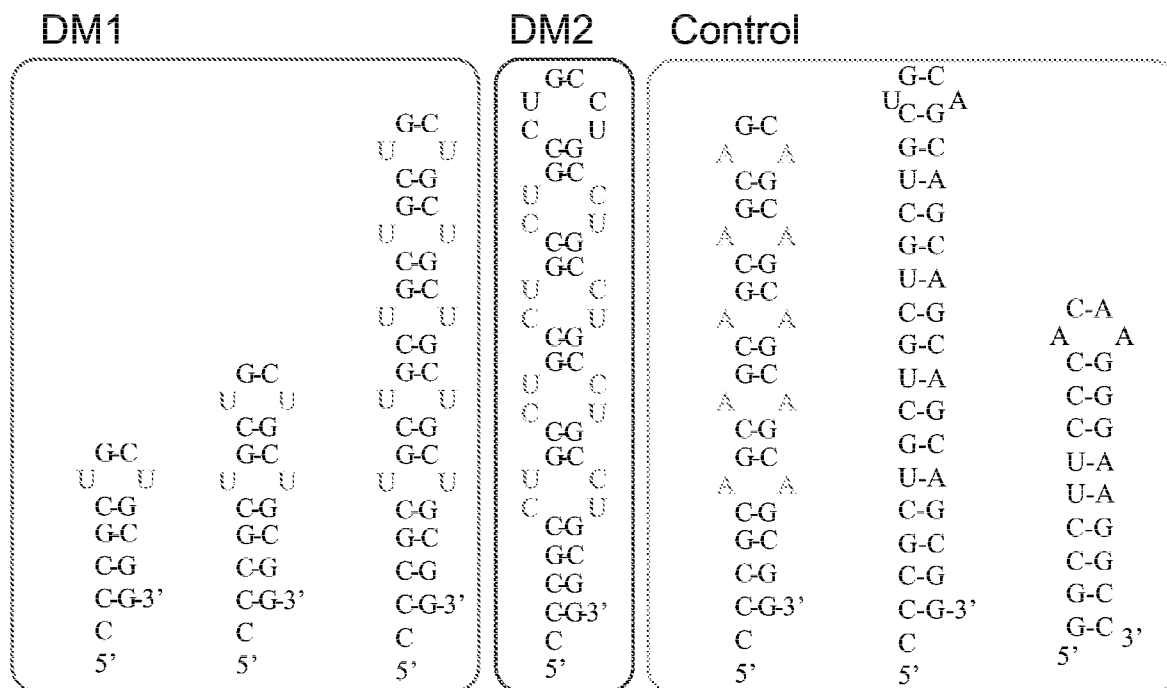 DM1
G-C
U U
C-G
G-C
C-G
C-G-3'
C
5'
G-C
U U
C-G
G-C
U U
C-G
G-C
C-G
C-G-3'
C
5'
G-C
U U
C-G
G-C
U U
C-G
G-C
U U
C-G
G-C
U U
C-G
G-C
U U
C-G
G-C
C-G
C-G-3'
C
5'
DM2
G-C
U C
C U
C-G
G-C
U C
C U
C-G
G-C
U C
C U
C-G
G-C
U C
C U
C-G
G-C
U C
C U
C-G
G-C
C-G
C-G-3'
C
5'
Control
G-C
A A
C-G
G-C
A A
C-G
G-C
A A
C-G
G-C
A A
C-G
G-C
A A
C-G
G-C
C-G
C-G-3'
C
5'
G-C
U A
C-G
G-C
U-A
C-G
G-C
U-A
C-G
G-C
U-A
C-G
G-C
U-A
C-G
G-C
C-G
C-G-3'
C
5'
C-A
A A
C-G
C-G
C-G
U-A
U-A
C-G
C-G
G-C
G-C 3'
5'